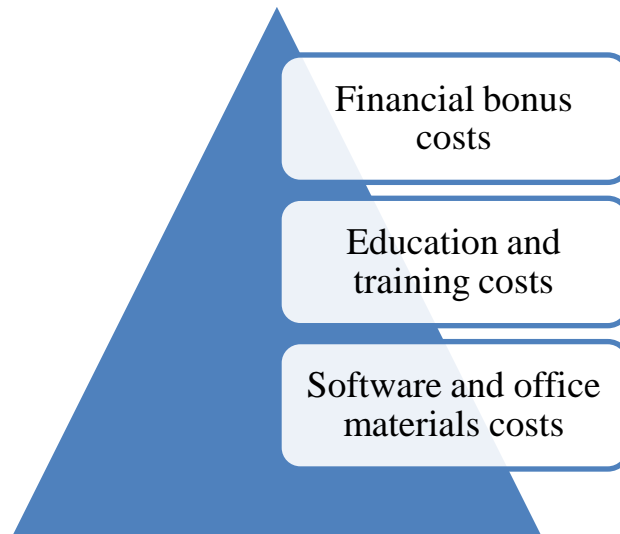 Financial bonus
costs
Education and
training costs
Software and office
materials costs